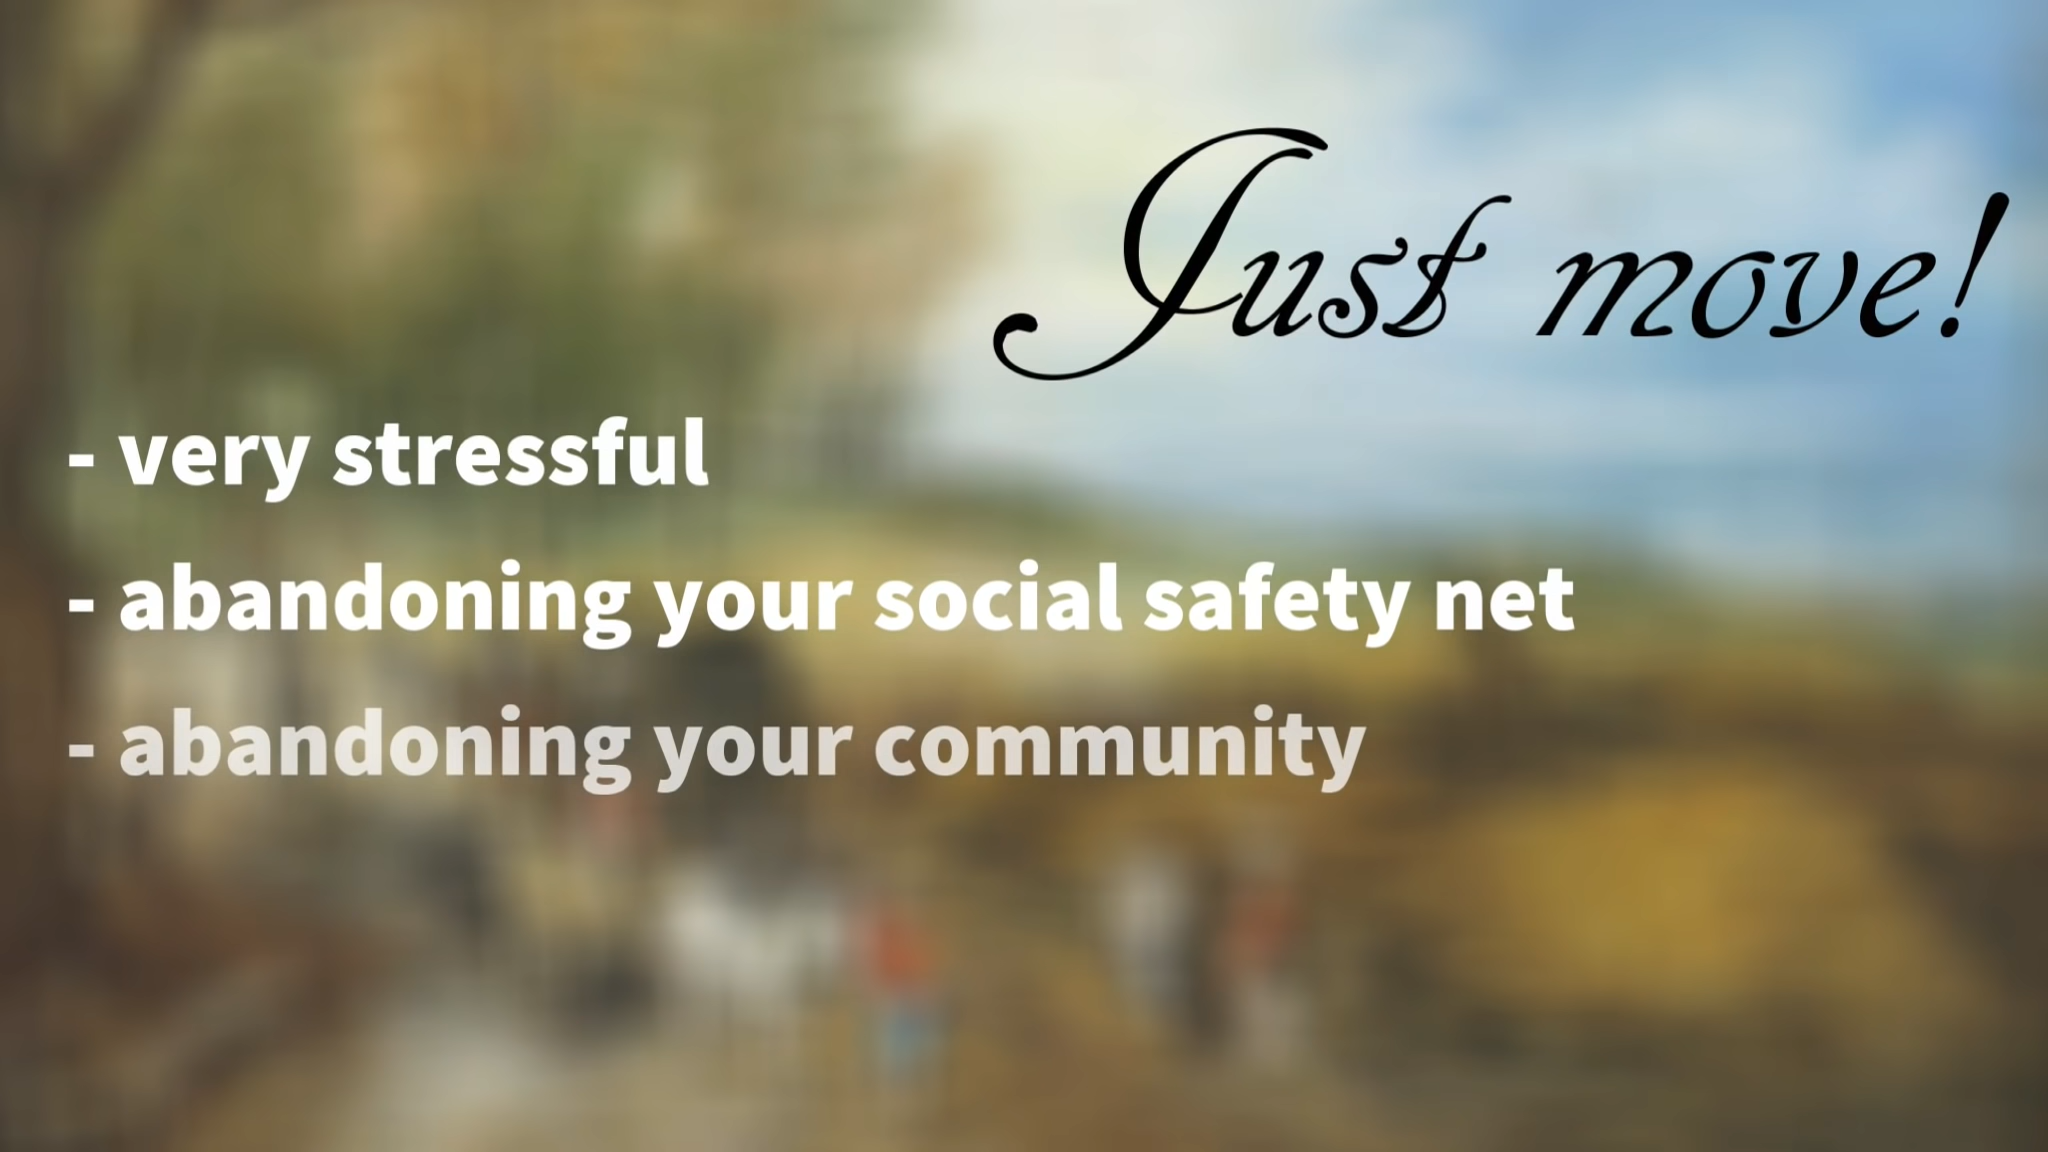 Just move!
- very stressful
- abandoning your social safety net
- abandoning your community